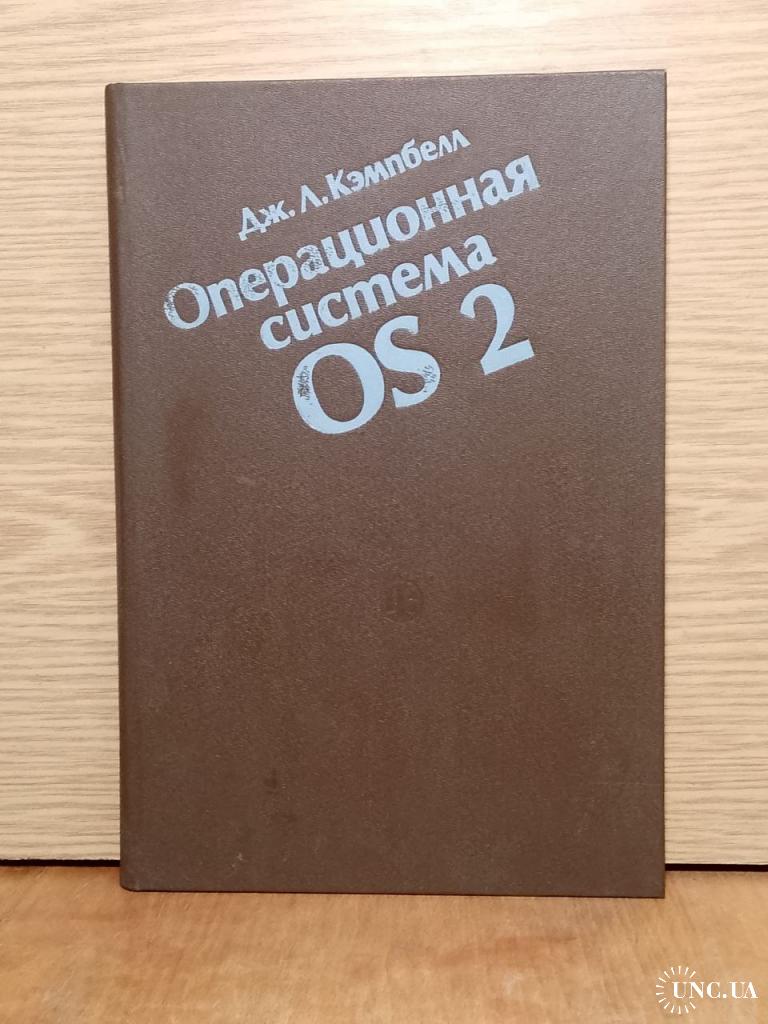 Дж. Л. Кэмпбелл
Операционная
система
OS 2
UNC.UA